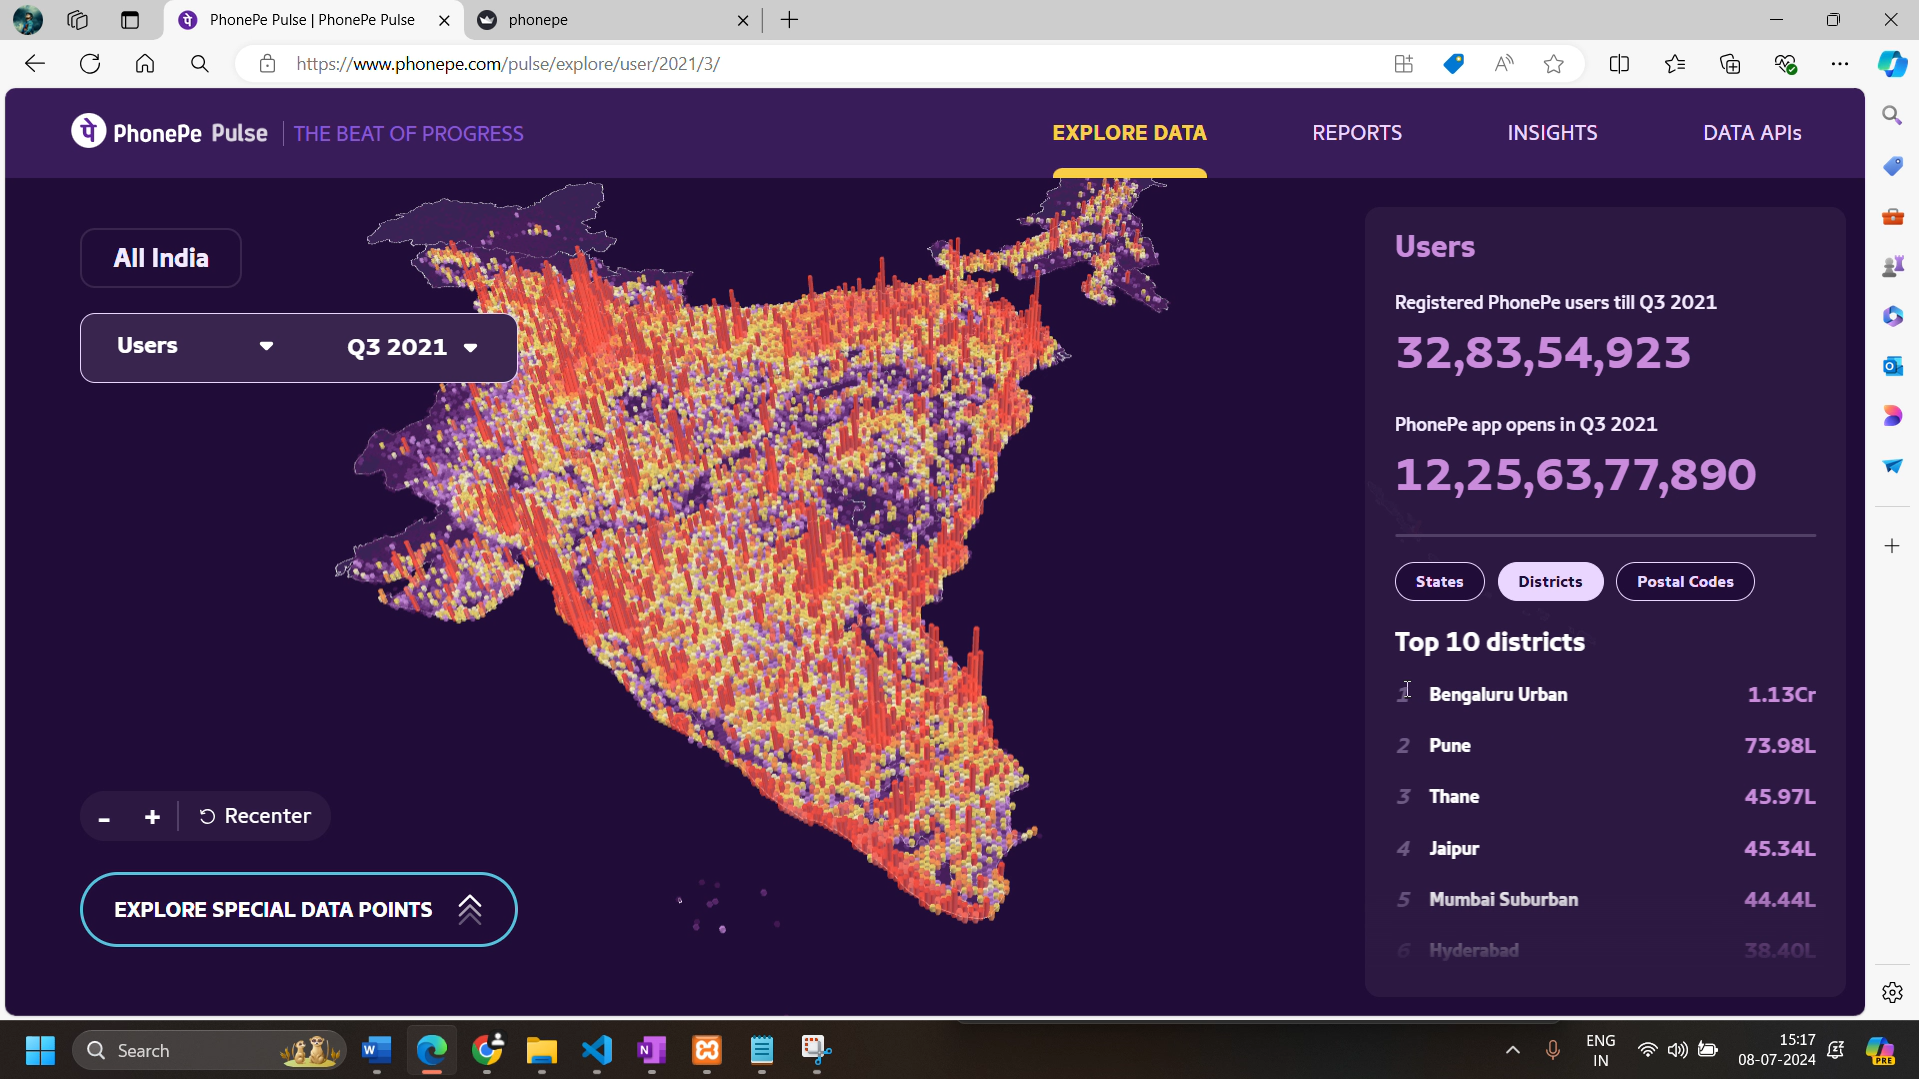 PhonePe Pulse | PhonePe Pulse
phonepe
https://www.phonepe.com/pulse/explore/user/2021/3/
पे PhonePe Pulse
THE BEAT OF PROGRESS
EXPLORE DATA
REPORTS
INSIGHTS
DATA APIs
All India
Users
Q3 2021
- + Recenter
EXPLORE SPECIAL DATA POINTS
Users
Registered PhonePe users till Q3 2021
32,83,54,923
PhonePe app opens in Q3 2021
12,25,63,77,890
States
Districts
Postal Codes
Top 10 districts
1 Bengaluru Urban 1.13Cr
2 Pune 73.98L
3 Thane 45.97L
4 Jaipur 45.34L
5 Mumbai Suburban 44.44L
6 Hyderabad 38.40L
Search
ENG
IN
15:17
08-07-2024
PRE